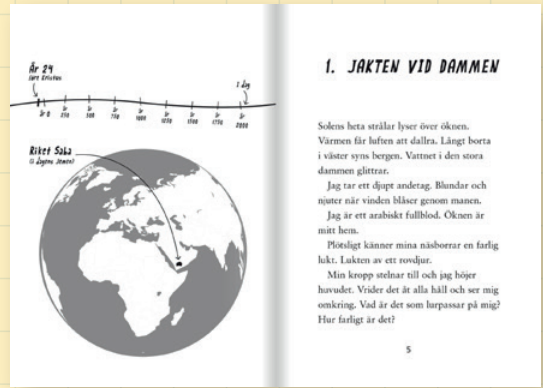 År 24
före Kristus
I dag
År 0
År 250
År 500
År 750
År 1000
År 1250
År 1500
År 1750
År 2000
Riket Saba
(i dagens Jemen)
1. JAKTEN VID DAMMEN
Solens heta strålar lyser över öknen.
Värmen får luften att dallra. Långt borta
i väster syns bergen. Vattnet i den stora
dammen glittrar.
Jag tar ett djupt andetag. Blundar och
njuter när vinden blåser genom manen.
Jag är ett arabiskt fullblod. Öknen är
mitt hem.
Plötsligt känner mina näsborrar en farlig
lukt. Lukten av ett rovdjur.
Min kropp stelnar till och jag höjer
huvudet. Vrider det åt alla håll och ser mig
omkring. Vad är det som lurpassar på mig?
Hur farligt är det?
5